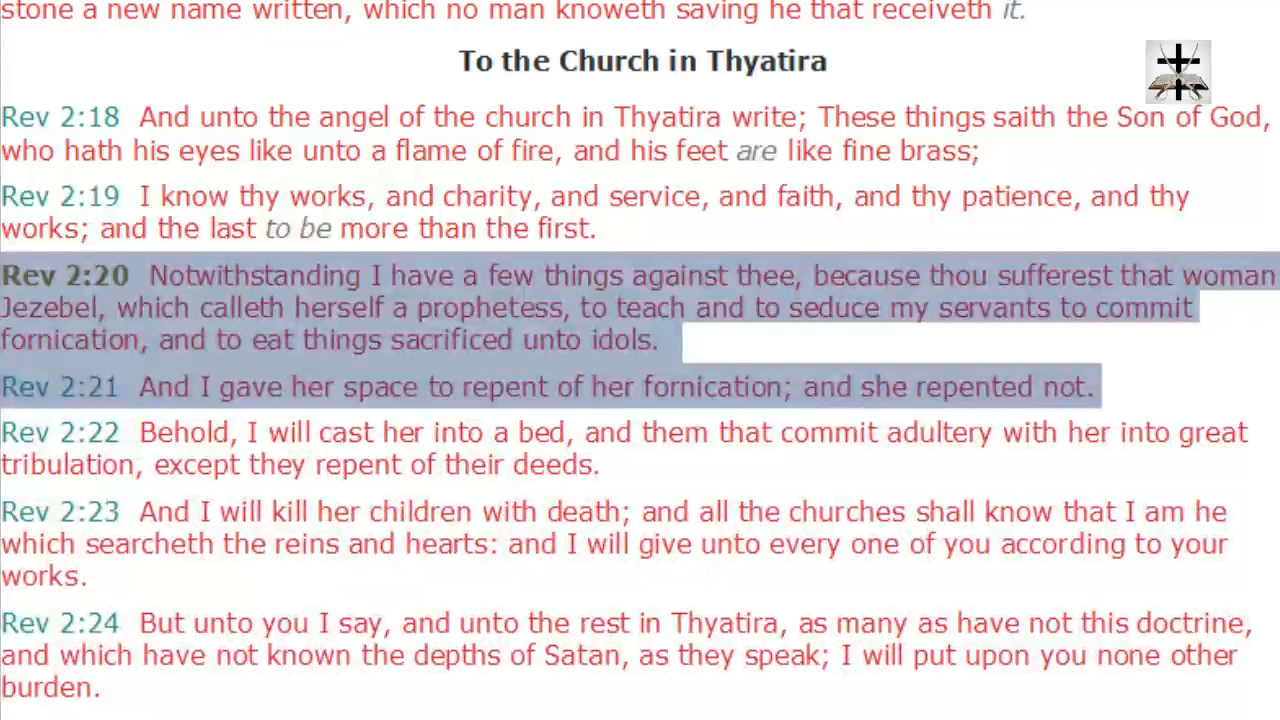 stone a new name written, which no man knoweth saving he that receiveth it.
To the Church in Thyatira
Rev 2:18 And unto the angel of the church in Thyatira write; These things saith the Son of God,
who hath his eyes like unto a flame of fire, and his feet are like fine brass;
Rev 2:19 I know thy works, and charity, and service, and faith, and thy patience, and thy
works; and the last to be more than the first.
Rev 2:20 Notwithstanding I have a few things against thee, because thou sufferest that woman
Jezebel, which calleth herself a prophetess, to teach and to seduce my servants to commit
fornication, and to eat things sacrificed unto idols.
Rev 2:21 And I gave her space to repent of her fornication; and she repented not.
Rev 2:22 Behold, I will cast her into a bed, and them that commit adultery with her into great
tribulation, except they repent of their deeds.
Rev 2:23 And I will kill her children with death; and all the churches shall know that I am he
which searcheth the reins and hearts: and I will give unto every one of you according to your
works.
Rev 2:24 But unto you I say, and unto the rest in Thyatira, as many as have not this doctrine,
and which have not known the depths of Satan, as they speak; I will put upon you none other
burden.